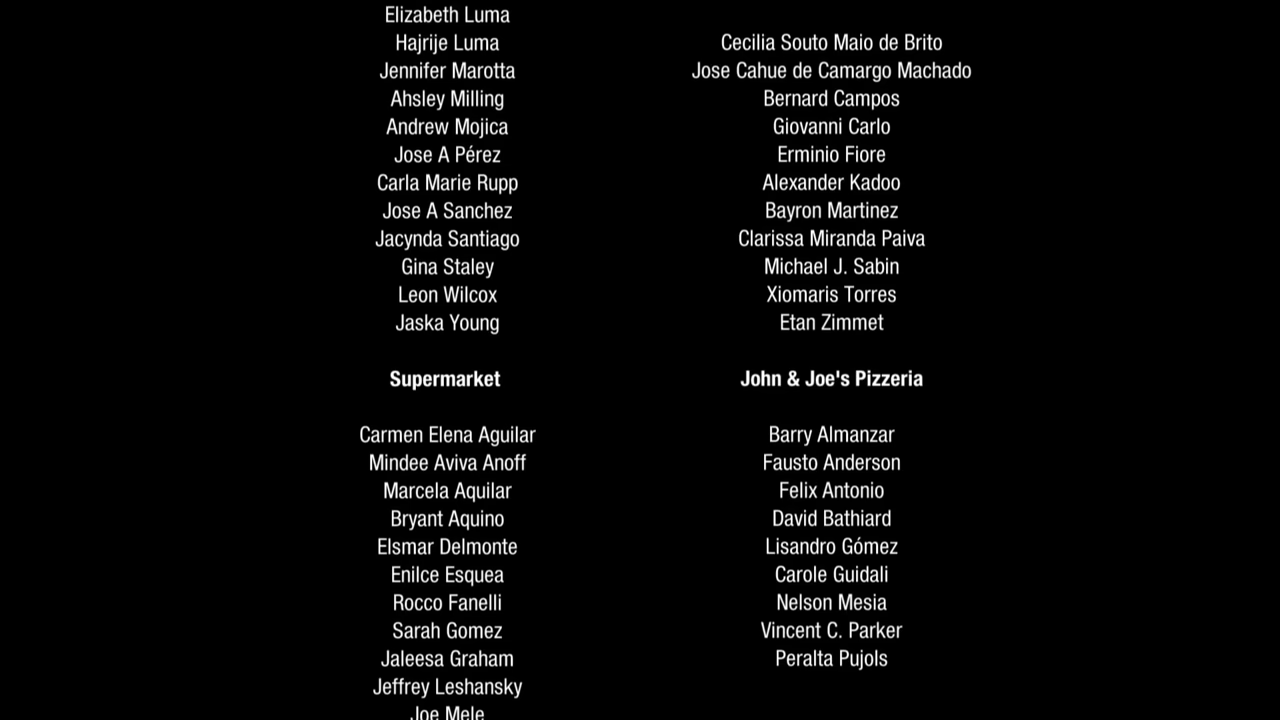 Elizabeth Luma
Hajrije Luma
Jennifer Marotta
Ahsley Milling
Andrew Mojica
Jose A Pérez
Carla Marie Rupp
Jose A Sanchez
Jacynda Santiago
Gina Staley
Leon Wilcox
Jaska Young
Supermarket
Carmen Elena Aguilar
Mindee Aviva Anoff
Marcela Aquilar
Bryant Aquino
Elsmar Delmonte
Enilce Esquea
Rocco Fanelli
Sarah Gomez
Jaleesa Graham
Jeffrey Leshansky
Joe Mele
Cecilia Souto Maio de Brito
Jose Cahue de Camargo Machado
Bernard Campos
Giovanni Carlo
Erminio Fiore
Alexander Kadoo
Bayron Martinez
Clarissa Miranda Paiva
Michael J. Sabin
Xiomaris Torres
Etan Zimmet
John & Joe's Pizzeria
Barry Almanzar
Fausto Anderson
Felix Antonio
David Bathiard
Lisandro Gómez
Carole Guidali
Nelson Mesia
Vincent C. Parker
Peralta Pujols